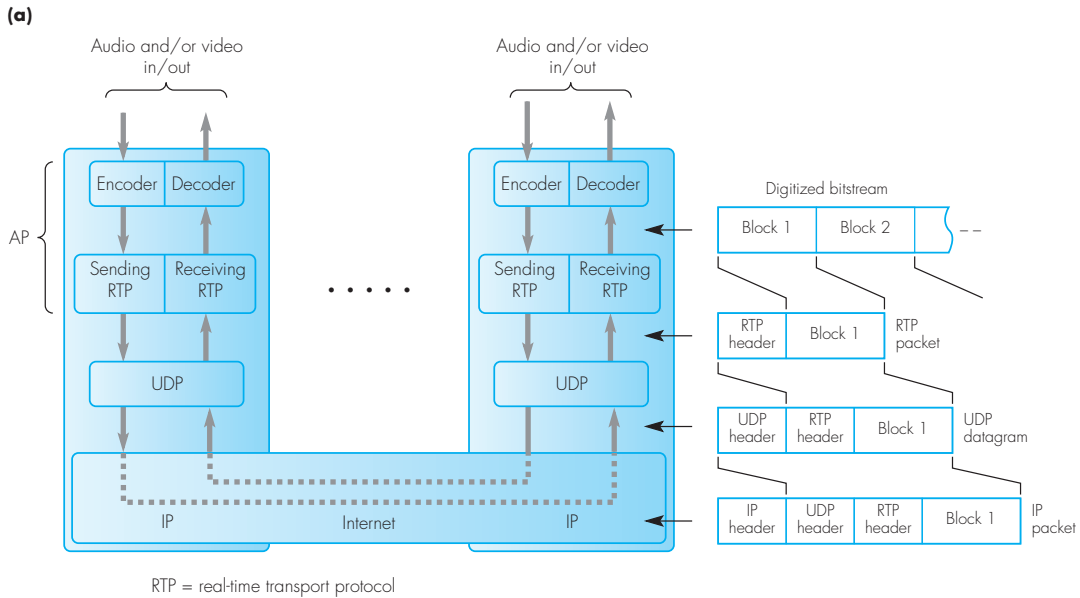 (a)
Audio and/or video
in/out
Audio and/or video
in/out
AP
Encoder Decoder
Encoder Decoder
Sending
RTP
Receiving
RTP
. . . . .
Sending
RTP
Receiving
RTP
UDP
UDP
IP Internet IP
Digitized bitstream
Block 1 Block 2 – –
RTP
header
Block 1
RTP
packet
UDP
header
RTP
header
Block 1
UDP
datagram
IP
header
UDP
header
RTP
header
Block 1
IP
packet
RTP = real-time transport protocol